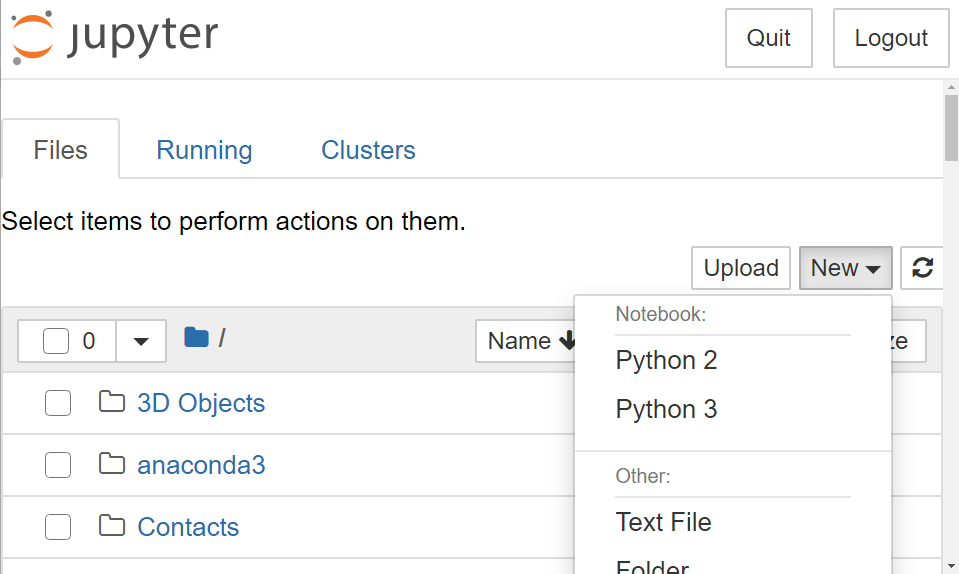 jupyter
Quit
Logout
Files
Running
Clusters
Select items to perform actions on them.
Upload
New
0
/
Name
ze
Notebook:
Python 2
Python 3
Other:
Text File
Folder
3D Objects
anaconda3
Contacts